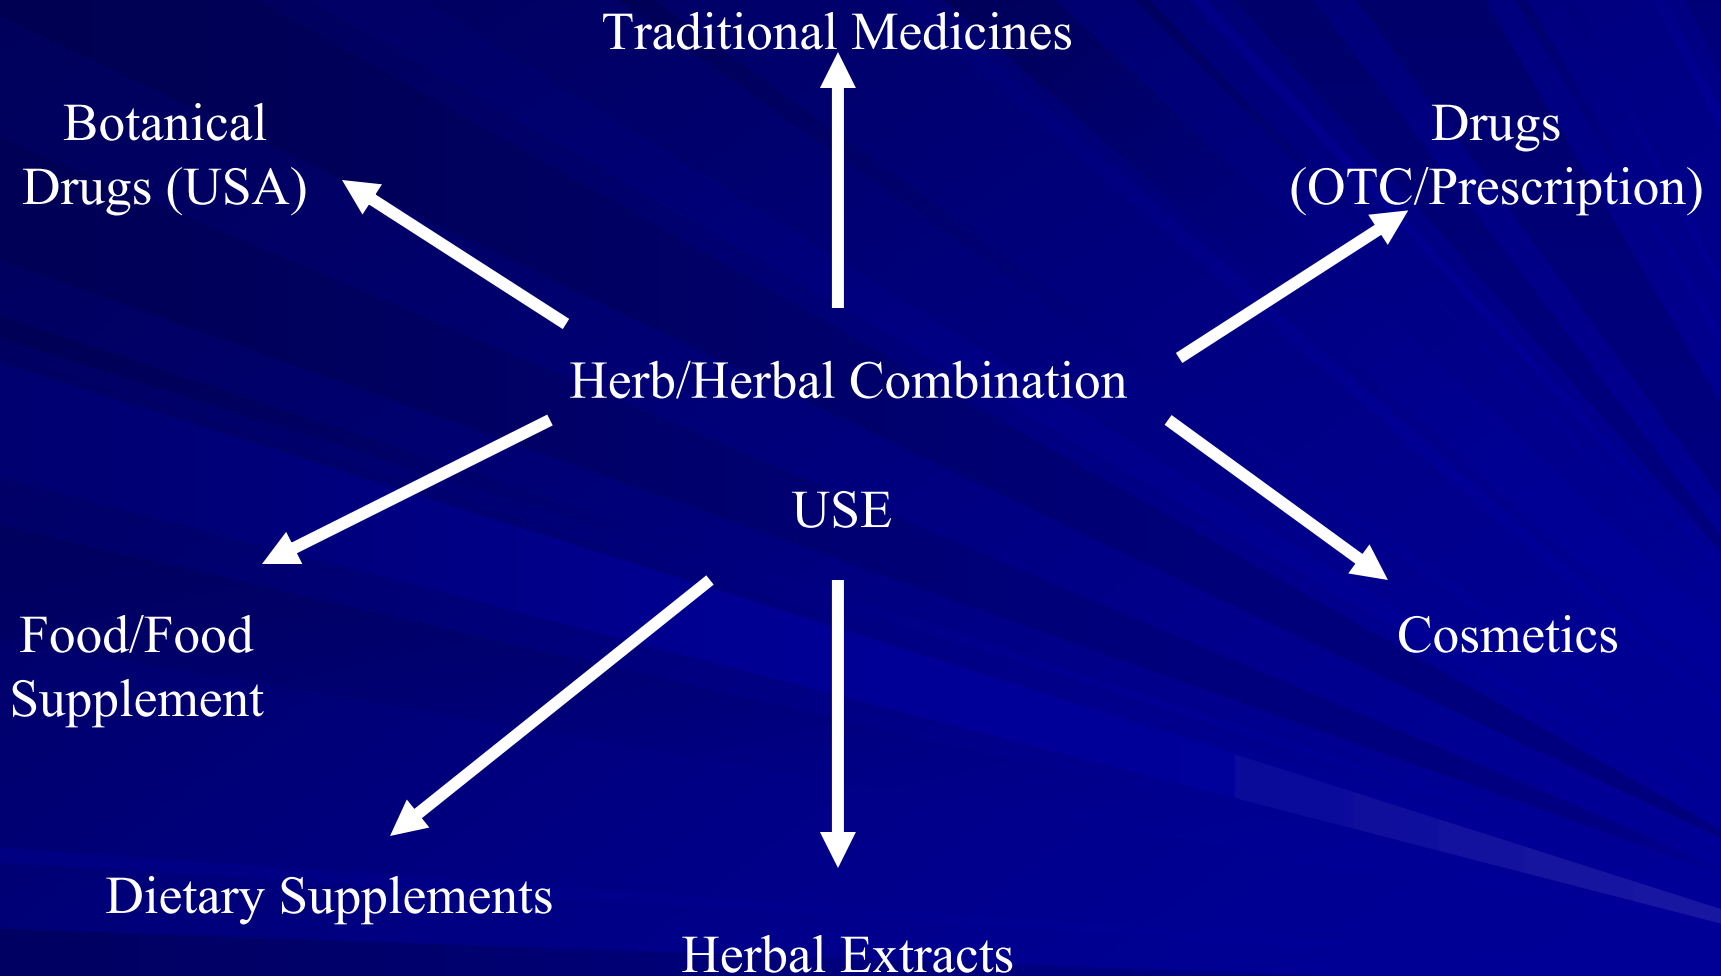 Traditional Medicines
Botanical
Drugs (USA)
Drugs
(OTC/Prescription)
Herb/Herbal Combination
USE
Food/Food
Supplement
Cosmetics
Dietary Supplements
Herbal Extracts